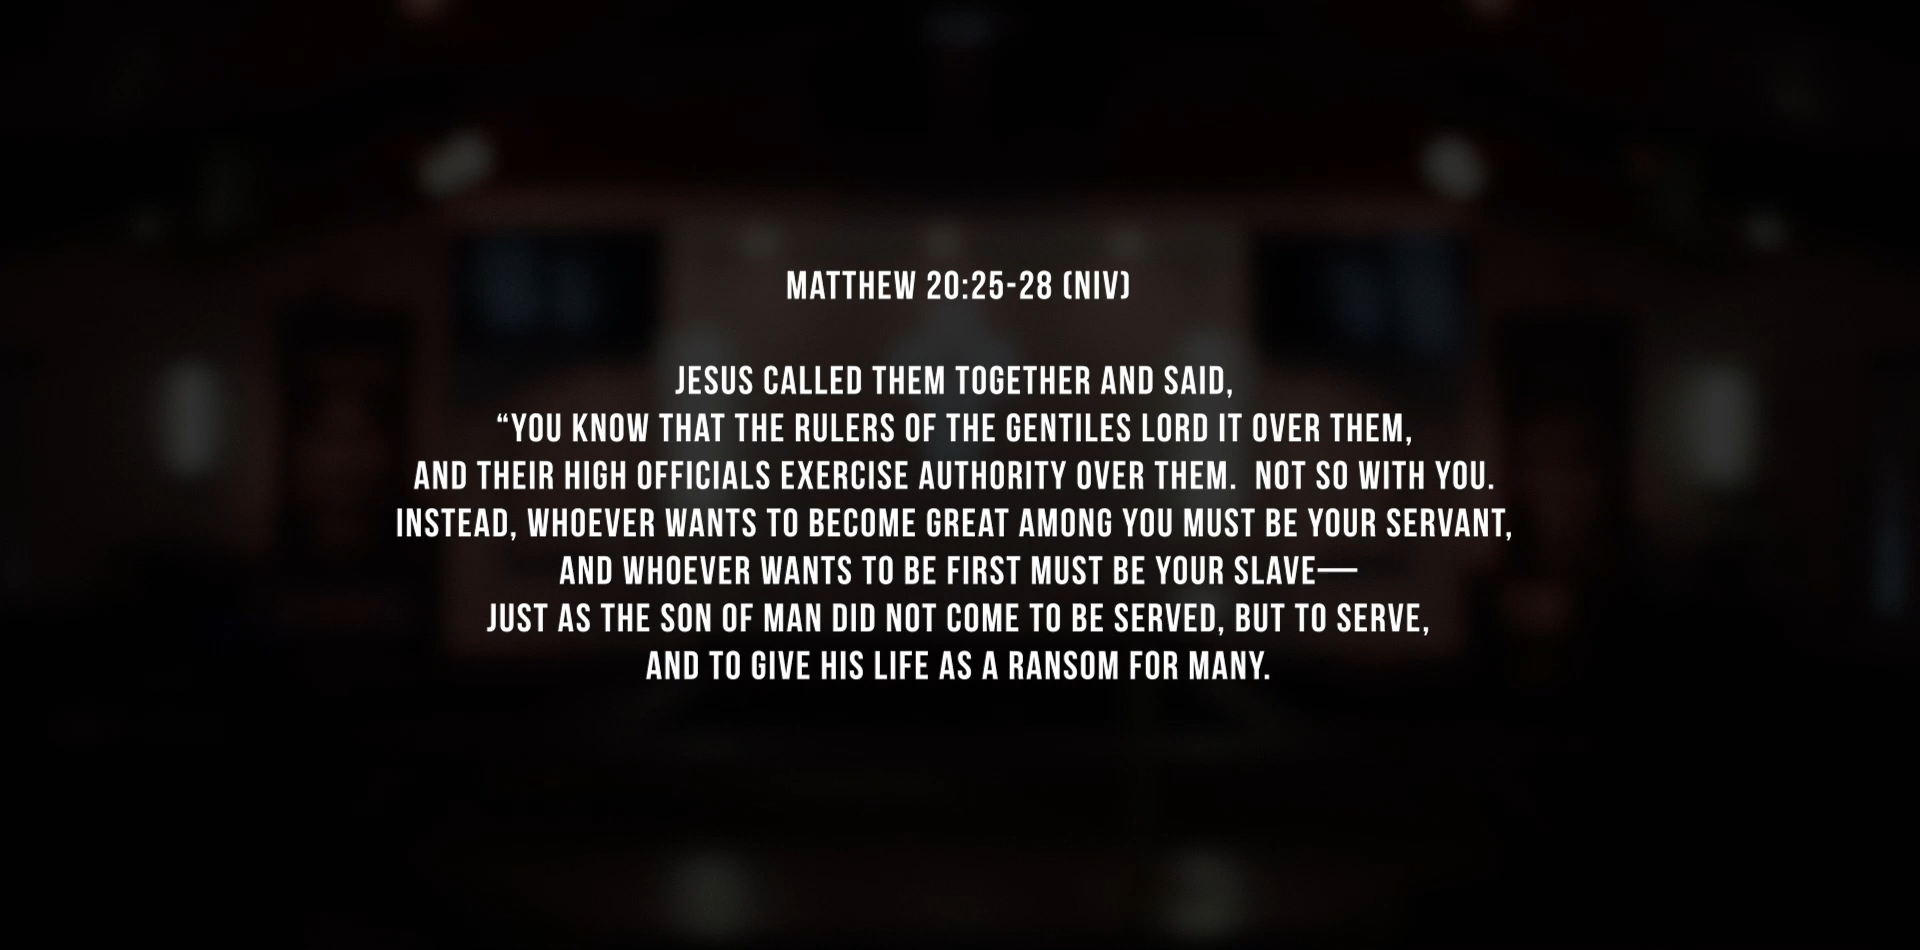 MATTHEW 20:25-28 (NIV)
JESUS CALLED THEM TOGETHER AND SAID,
“YOU KNOW THAT THE RULERS OF THE GENTILES LORD IT OVER THEM,
AND THEIR HIGH OFFICIALS EXERCISE AUTHORITY OVER THEM.  NOT SO WITH YOU.
INSTEAD, WHOEVER WANTS TO BECOME GREAT AMONG YOU MUST BE YOUR SERVANT,
AND WHOEVER WANTS TO BE FIRST MUST BE YOUR SLAVE—
JUST AS THE SON OF MAN DID NOT COME TO BE SERVED, BUT TO SERVE,
AND TO GIVE HIS LIFE AS A RANSOM FOR MANY.